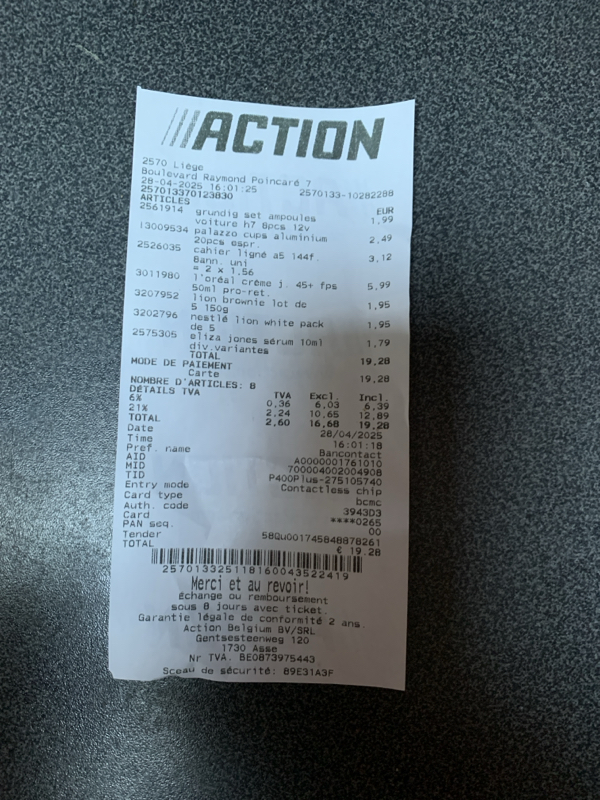 ACTION
2570 Liège
Boulevard Raymond Poincaré 7
28-04-2025 16:01:25 2570133-10282288
257013370123830
ARTICLES EUR
2561914 grundig set ampoules 1,99
voiture h7 8pcs 12v
13009534 palazzo cups aluminium 2,49
20pcs espr.
2526035 cahier ligné a5 144f. 3,12
Bann. uni
= 2 x 1,56
3011980 l'oréal crème j. 45+ fps 5,99
50ml pro-ret.
3207952 lion brownie lot de 1,95
5 150g
3202796 nestlé lion white pack 1,95
de 5
2575305 eliza jones sérum 10ml 1,79
div.variantes
TOTAL 19,28
MODE DE PAIEMENT
Carte 19,28
NOMBRE D'ARTICLES: 8
DÉTAILS TVA TVA Excl. Incl.
6% 0,36 6,03 6,39
21% 2,24 10,65 12,89
TOTAL 2,60 16,68 19,28
Date 28/04/2025
Time 16:01:18
Pref. name Bancontact
AID A0000001761010
MID 700004002004908
TID P400Plus-275105740
Entry mode Contactless chip
Card type bcmc
Auth. code 3943D3
Card ****0265
PAN seq. 00
Tender 58Qu001745848878261
TOTAL € 19.28
2570133251181600435224​19
Merci et au revoir!
Échange ou remboursement
sous 8 jours avec ticket.
Garantie légale de conformité 2 ans.
Action Belgium BV/SRL
Gentsesteenweg 120
1730 Asse
Nr TVA. BE0873975443
Sceau de sécurité: 89E31A3F